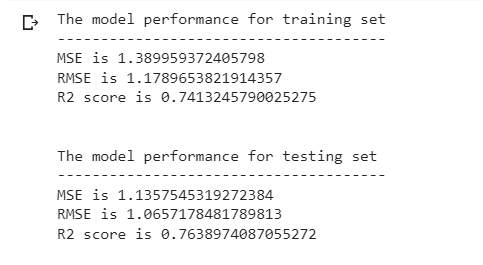 The model performance for training set
--------------------------------------
MSE is 1.389959372405798
RMSE is 1.1789653821914357
R2 score is 0.7413245790025275
The model performance for testing set
--------------------------------------
MSE is 1.1357545319272384
RMSE is 1.0657178481789813
R2 score is 0.7638974087055272